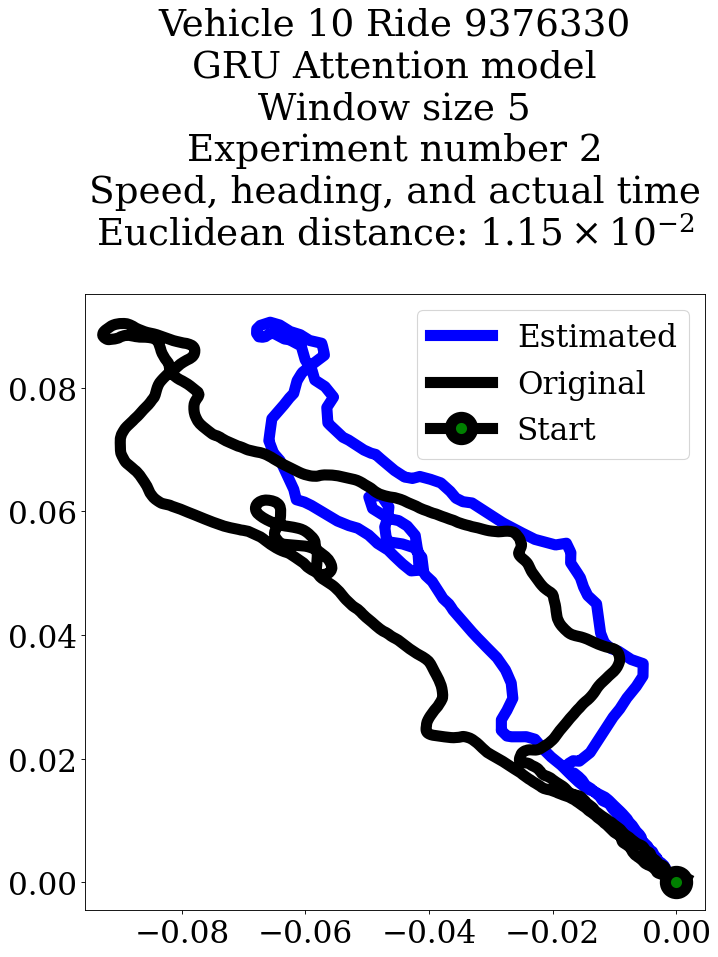 Vehicle 10 Ride 9376330
GRU Attention model
Window size 5
Experiment number 2
Speed, heading, and actual time
Euclidean distance: 1.15 × 10⁻²
Estimated
Original
Start
0.08
0.06
0.04
0.02
0.00
−0.08 −0.06 −0.04 −0.02 0.00